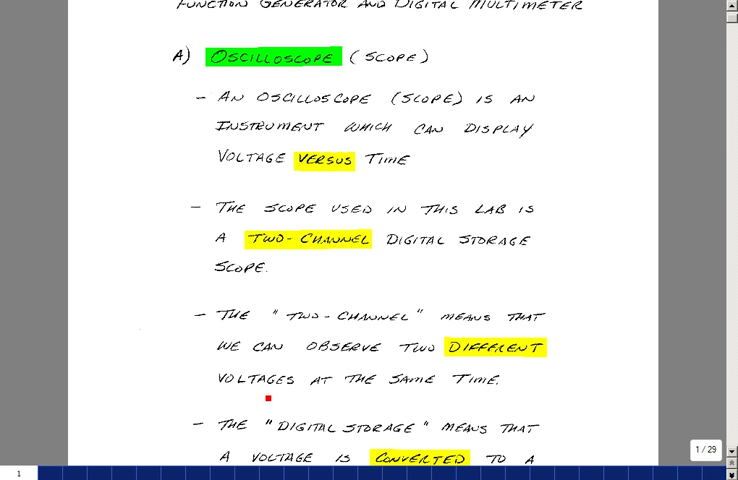 FUNCTION GENERATOR AND DIGITAL MULTIMETER
A) OSCILLOSCOPE (SCOPE)
- AN OSCILLOSCOPE (SCOPE) IS AN
INSTRUMENT WHICH CAN DISPLAY
VOLTAGE VERSUS TIME
- THE SCOPE USED IN THIS LAB IS
A TWO-CHANNEL DIGITAL STORAGE
SCOPE.
- THE "TWO-CHANNEL" MEANS THAT
WE CAN OBSERVE TWO DIFFERENT
VOLTAGES AT THE SAME TIME.
- THE "DIGITAL STORAGE" MEANS THAT
A VOLTAGE IS CONVERTED TO A
1 / 29
1